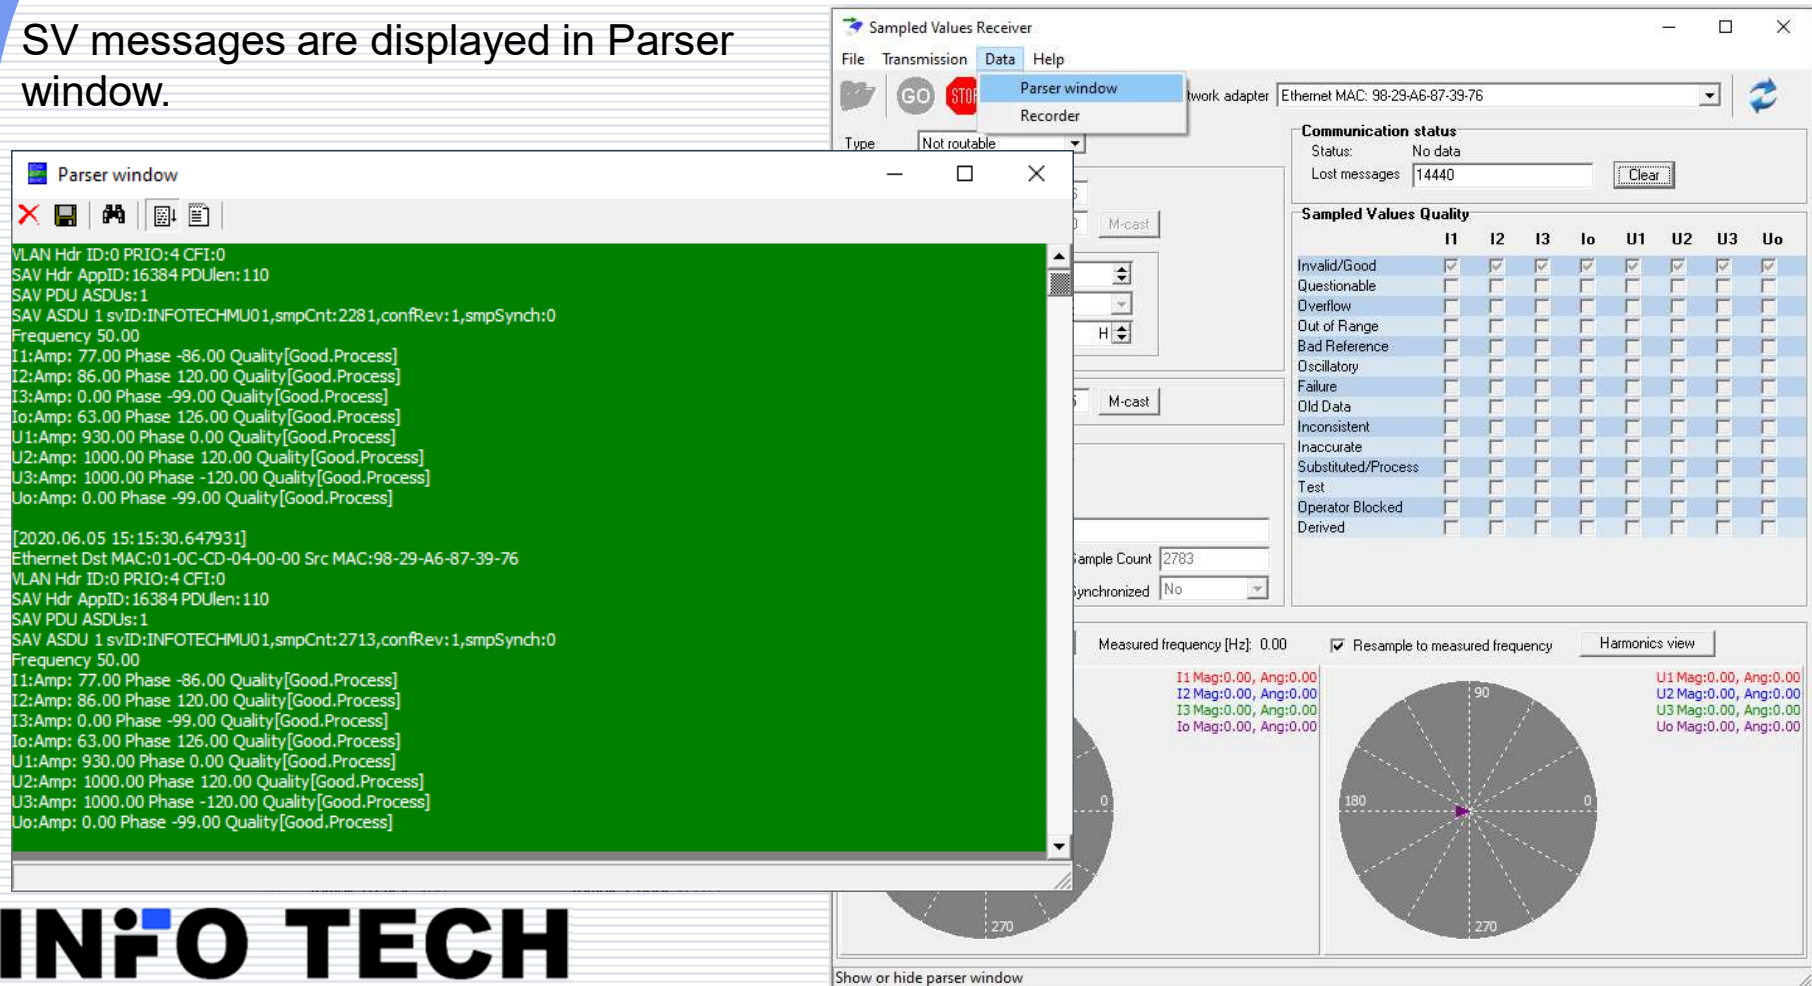 SV messages are displayed in Parser
window.
Parser window
VLAN Hdr ID:0 PRIO:4 CFI:0
SAV Hdr AppID:16384 PDUlen:110
SAV PDU ASDUs:1
SAV ASDU 1 svID:INFOTECHMU01,smpCnt:2281,confRev:1,smpSynch:0
Frequency 50.00
I1:Amp: 77.00 Phase -86.00 Quality[Good.Process]
I2:Amp: 86.00 Phase 120.00 Quality[Good.Process]
I3:Amp: 0.00 Phase -99.00 Quality[Good.Process]
Io:Amp: 63.00 Phase 126.00 Quality[Good.Process]
U1:Amp: 930.00 Phase 0.00 Quality[Good.Process]
U2:Amp: 1000.00 Phase 120.00 Quality[Good.Process]
U3:Amp: 1000.00 Phase -120.00 Quality[Good.Process]
Uo:Amp: 0.00 Phase -99.00 Quality[Good.Process]
[2020.06.05 15:15:30.647931]
Ethernet Dst MAC:01-0C-CD-04-00-00 Src MAC:98-29-A6-87-39-76
VLAN Hdr ID:0 PRIO:4 CFI:0
SAV Hdr AppID:16384 PDUlen:110
SAV PDU ASDUs:1
SAV ASDU 1 svID:INFOTECHMU01,smpCnt:2713,confRev:1,smpSynch:0
Frequency 50.00
I1:Amp: 77.00 Phase -86.00 Quality[Good.Process]
I2:Amp: 86.00 Phase 120.00 Quality[Good.Process]
I3:Amp: 0.00 Phase -99.00 Quality[Good.Process]
Io:Amp: 63.00 Phase 126.00 Quality[Good.Process]
U1:Amp: 930.00 Phase 0.00 Quality[Good.Process]
U2:Amp: 1000.00 Phase 120.00 Quality[Good.Process]
U3:Amp: 1000.00 Phase -120.00 Quality[Good.Process]
Uo:Amp: 0.00 Phase -99.00 Quality[Good.Process]
INFO TECH
Sampled Values Receiver
File Transmission Data Help
Parser window
Recorder
GO STOP
twork adapter Ethernet MAC: 98-29-A6-87-39-76
Type Not routable
M-cast
H
M-cast
Sample Count 2783
Synchronized No
Communication status
Status: No data
Lost messages 14440 Clear
Sampled Values Quality
I1 I2 I3 Io U1 U2 U3 Uo
Invalid/Good
Questionable
Overflow
Out of Range
Bad Reference
Oscillatory
Failure
Old Data
Inconsistent
Inaccurate
Substituted/Process
Test
Operator Blocked
Derived
Measured frequency [Hz]: 0.00 Resample to measured frequency Harmonics view
I1 Mag:0.00, Ang:0.00
I2 Mag:0.00, Ang:0.00
I3 Mag:0.00, Ang:0.00
Io Mag:0.00, Ang:0.00
0
270
U1 Mag:0.00, Ang:0.00
U2 Mag:0.00, Ang:0.00
U3 Mag:0.00, Ang:0.00
Uo Mag:0.00, Ang:0.00
90
180 0
270
Show or hide parser window